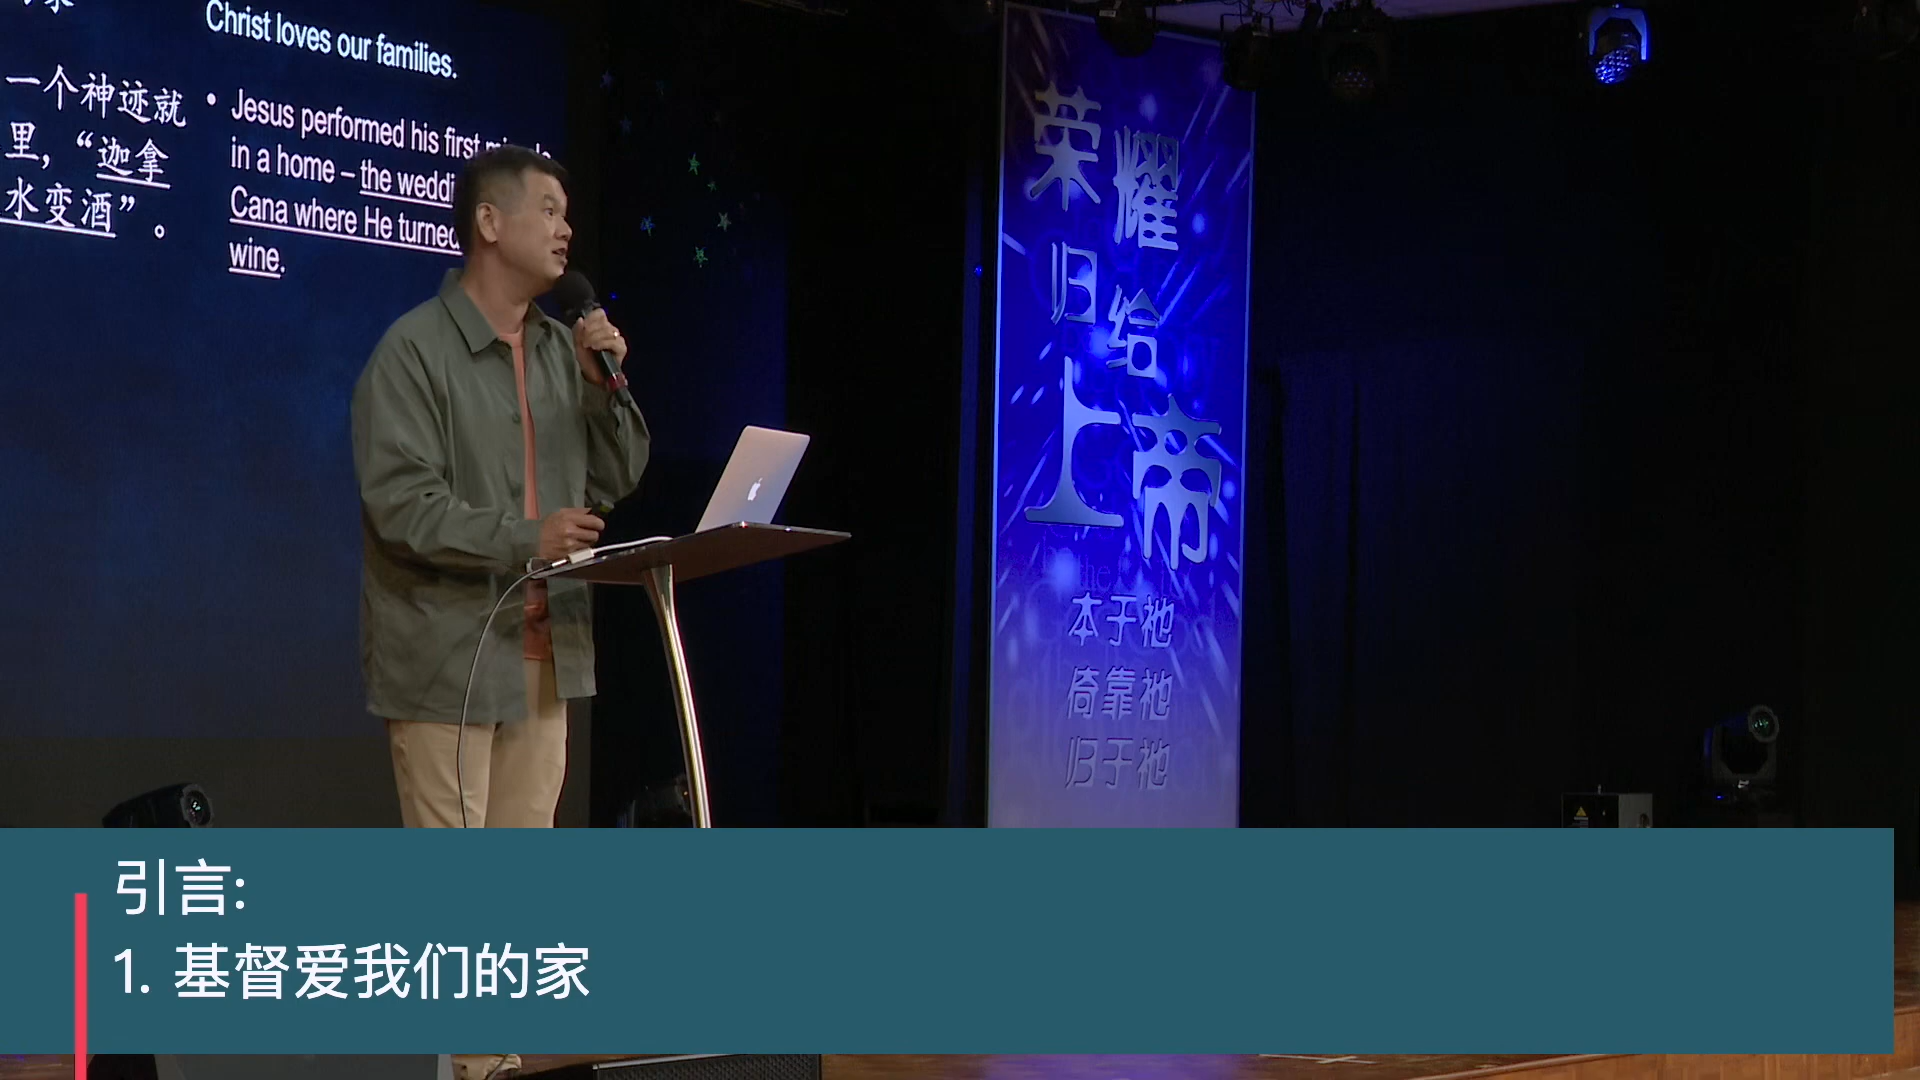 Christ loves our families.
一个神迹就
里，“迦拿
水变酒”。
• Jesus performed his first
in a home – the
Cana where He turned
wine.
荣耀
归给
上帝
本于祂
倚靠祂
归于祂
引言:
1. 基督爱我们的家